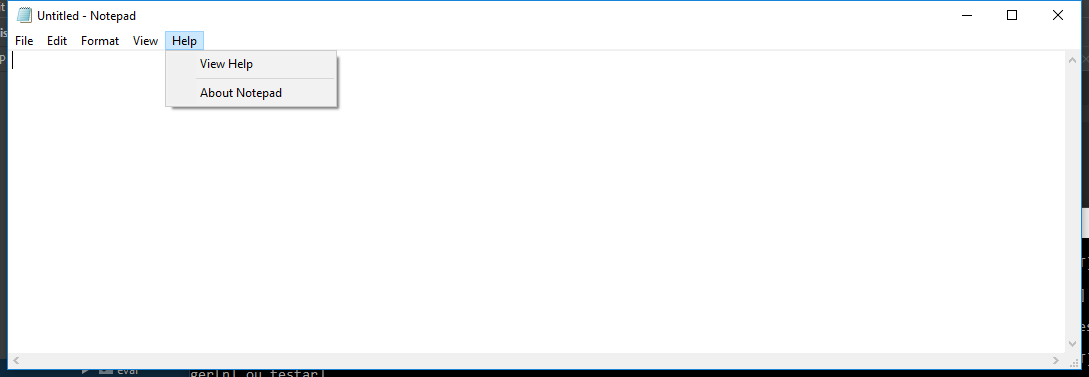 Untitled - Notepad
File Edit Format View Help
View Help
About Notepad
eval
ger[n] ou testar]